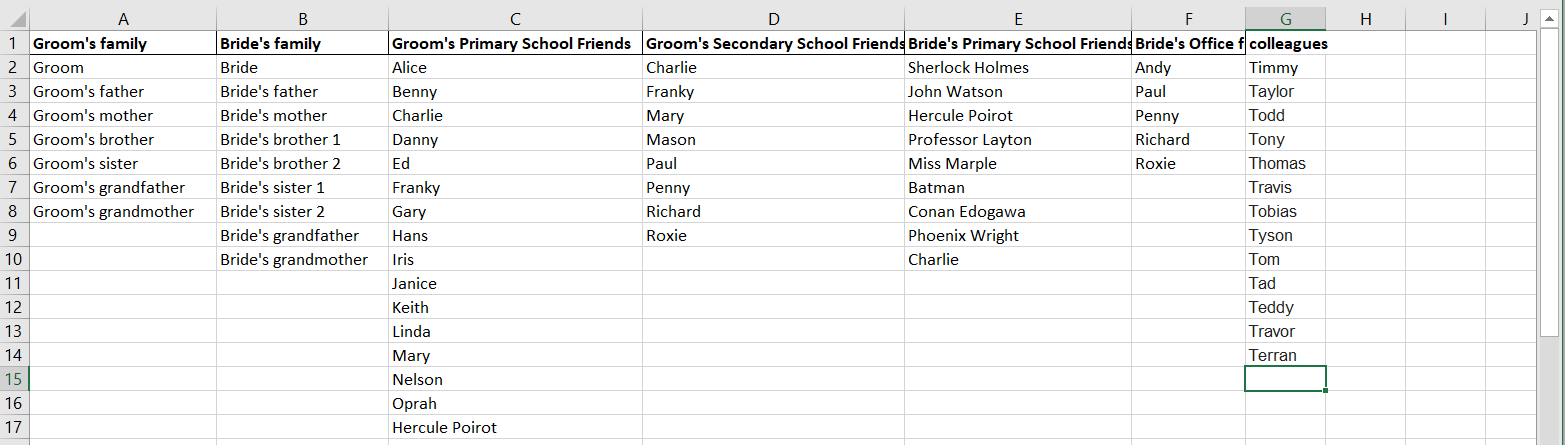 A B C D E F G H I J
1 Groom's family Bride's family Groom's Primary School Friends Groom's Secondary School Friends Bride's Primary School Friends Bride's Office f colleagues
2 Groom Bride Alice Charlie Sherlock Holmes Andy Timmy
3 Groom's father Bride's father Benny Franky John Watson Paul Taylor
4 Groom's mother Bride's mother Charlie Mary Hercule Poirot Penny Todd
5 Groom's brother Bride's brother 1 Danny Mason Professor Layton Richard Tony
6 Groom's sister Bride's brother 2 Ed Paul Miss Marple Roxie Thomas
7 Groom's grandfather Bride's sister 1 Franky Penny Batman Travis
8 Groom's grandmother Bride's sister 2 Gary Richard Conan Edogawa Tobias
9 Bride's grandfather Hans Roxie Phoenix Wright Tyson
10 Bride's grandmother Iris Charlie Tom
11 Janice Tad
12 Keith Teddy
13 Linda Travor
14 Mary Terran
15 Nelson
16 Oprah
17 Hercule Poirot